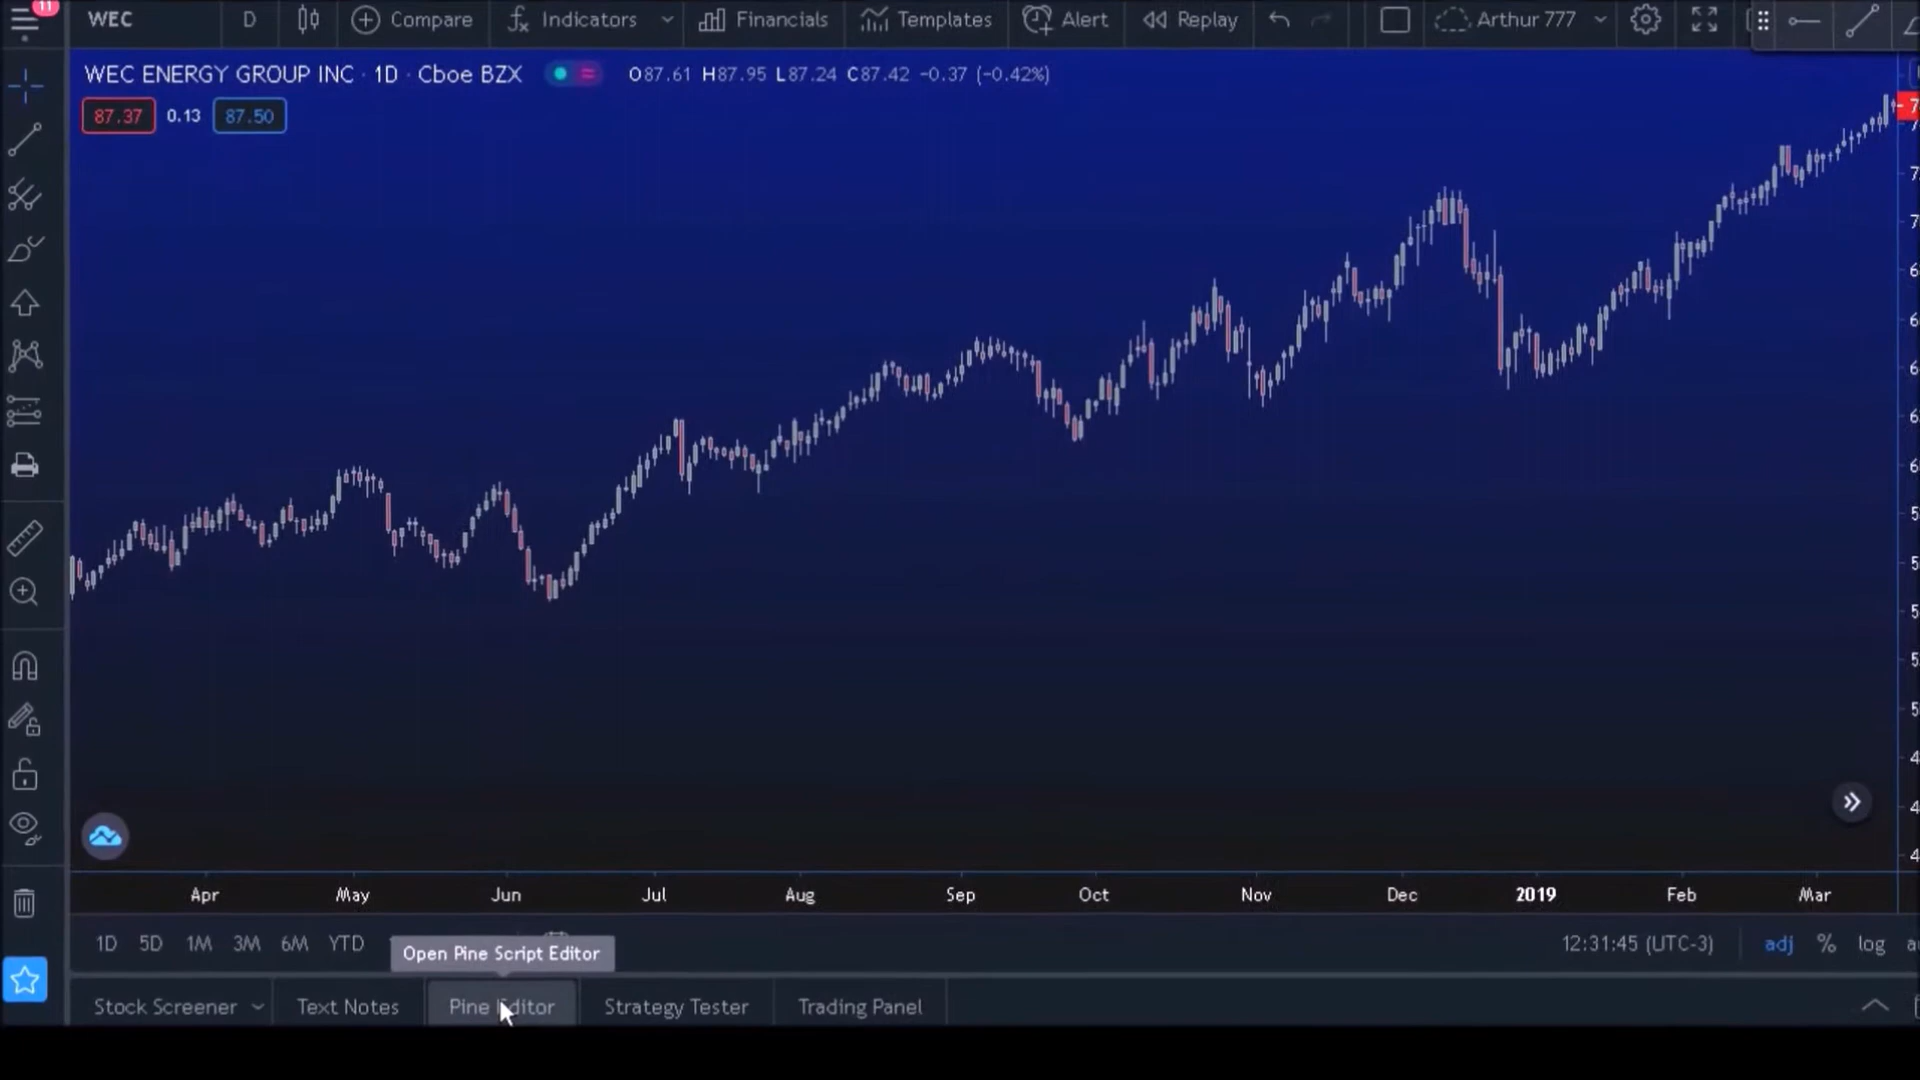 11
WEC D Compare Indicators Financials Templates Alert Replay Arthur 777
WEC ENERGY GROUP INC · 1D · Cboe BZX O87.61 H87.95 L87.24 C87.42 −0.37 (−0.42%)
87.37 0.13 87.50
Apr May Jun Jul Aug Sep Oct Nov Dec 2019 Feb Mar
1D 5D 1M 3M 6M YTD 12:31:45 (UTC-3) adj % log
Open Pine Script Editor
Stock Screener Text Notes Pine Editor Strategy Tester Trading Panel